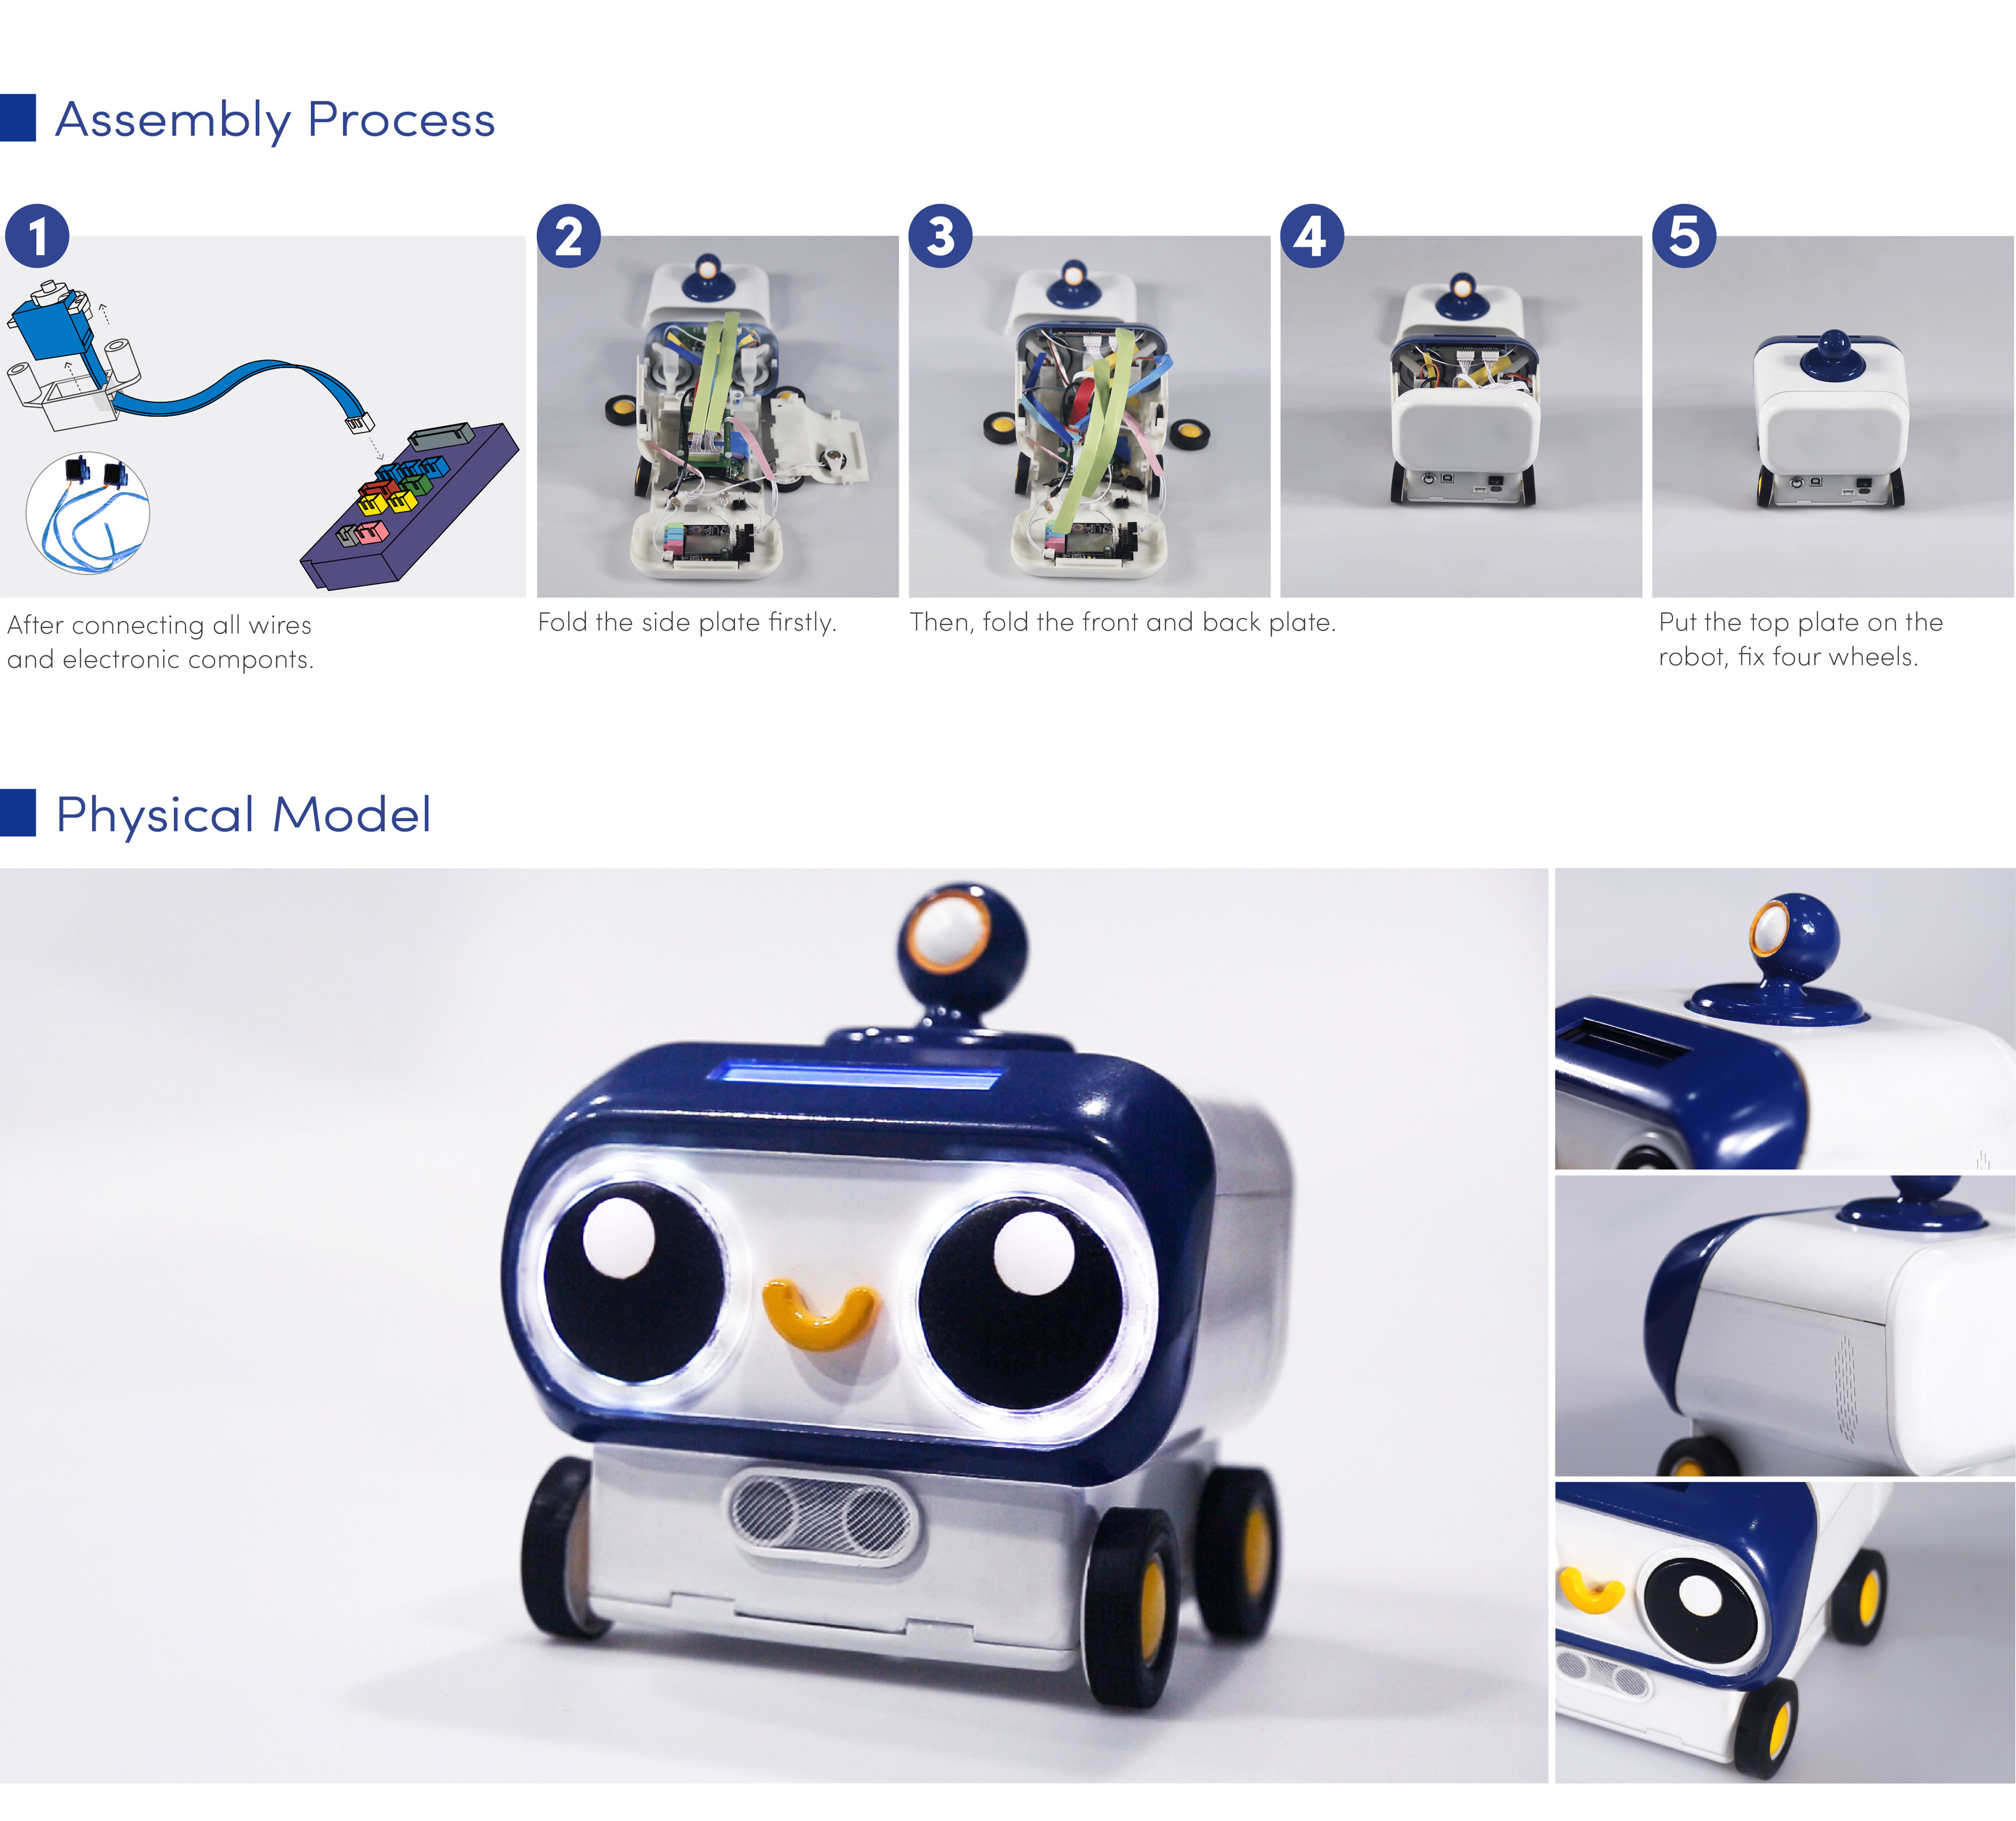 Assembly Process
1
2
3
4
5
After connecting all wires
and electronic componts.
Fold the side plate firstly.
Then, fold the front and back plate.
Put the top plate on the
robot, fix four wheels.
Physical Model